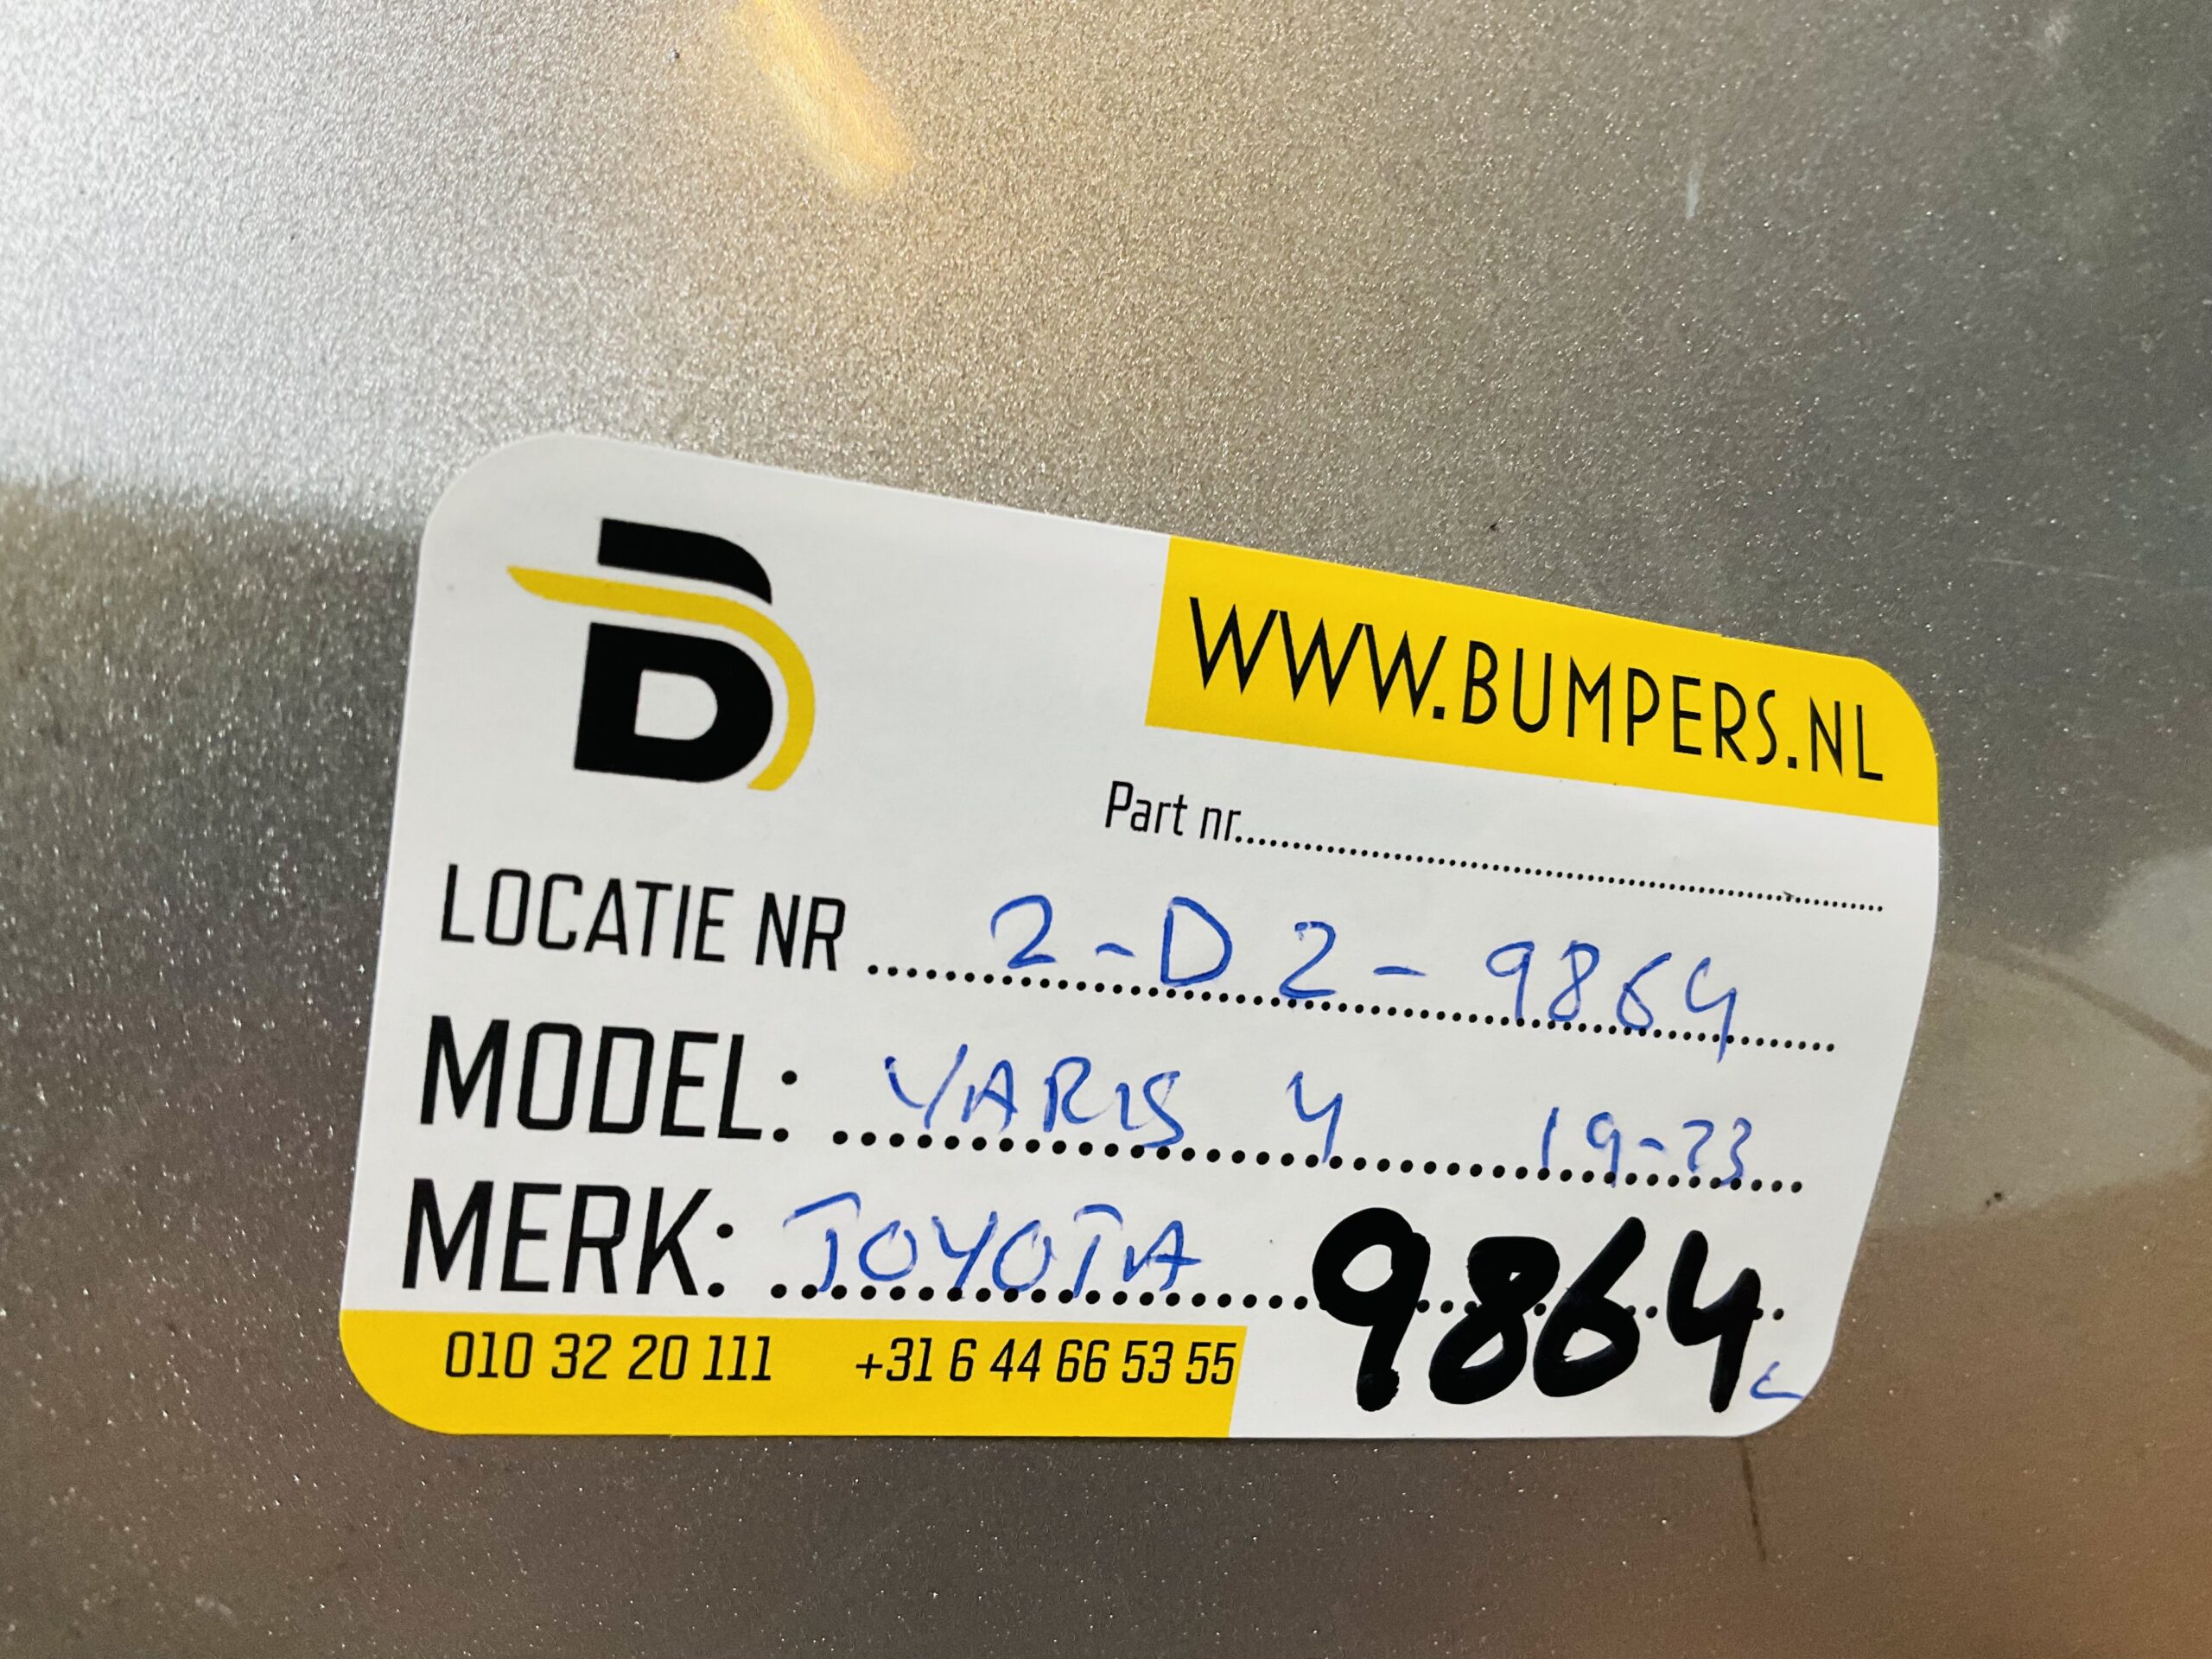 B
WWW.BUMPERS.NL
Part nr........................................
LOCATIE NR ........ 2-D2-9864
MODEL: ........ YARIS 4 19-23
MERK: ........ TOYOTA 9864
010 32 20 111 +31 6 44 66 53 55